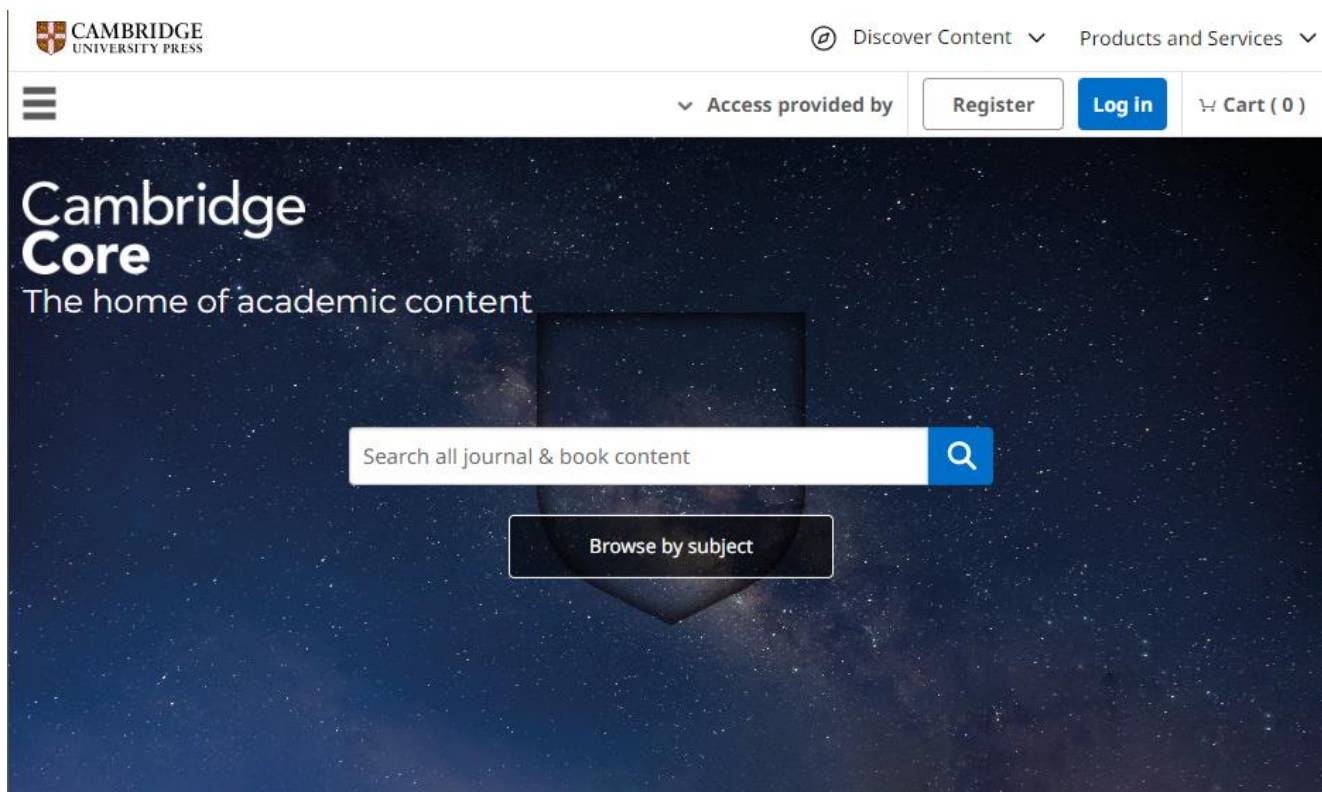 CAMBRIDGE
UNIVERSITY PRESS
Discover Content
Products and Services
Access provided by
Register
Log in
Cart ( 0 )
Cambridge
Core
The home of academic content
Search all journal & book content
Browse by subject